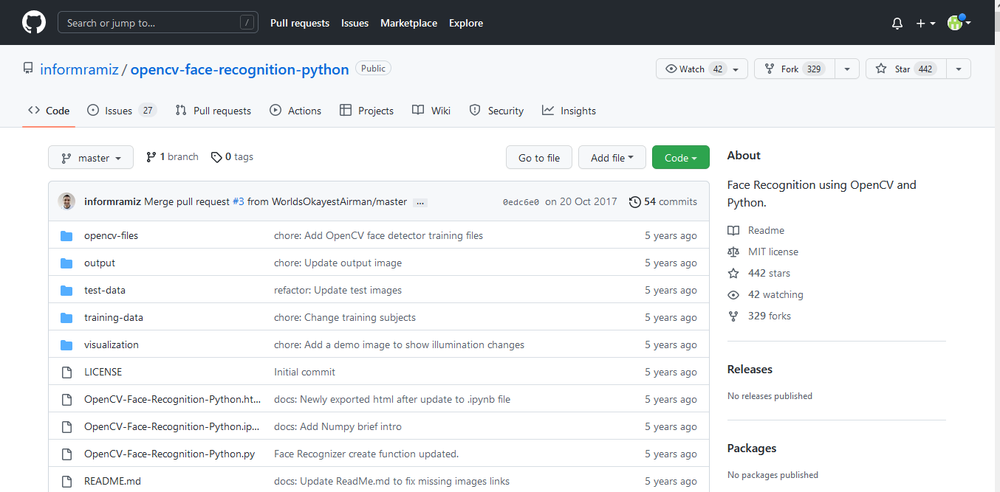 Search or jump to... / Pull requests Issues Marketplace Explore
informramiz / opencv-face-recognition-python Public Watch 42 Fork 329 Star 442
Code Issues 27 Pull requests Actions Projects Wiki Security Insights
master 1 branch 0 tags Go to file Add file Code
informramiz Merge pull request #3 from WorldsOkayestAirman/master ... 0edc6e0 on 20 Oct 2017 54 commits
opencv-files chore: Add OpenCV face detector training files 5 years ago
output chore: Update output image 5 years ago
test-data refactor: Update test images 5 years ago
training-data chore: Change training subjects 5 years ago
visualization chore: Add a demo image to show illumination changes 5 years ago
LICENSE Initial commit 5 years ago
OpenCV-Face-Recognition-Python.ht... docs: Newly exported html after update to .ipynb file 5 years ago
OpenCV-Face-Recognition-Python.ip... docs: Add Numpy brief intro 5 years ago
OpenCV-Face-Recognition-Python.py Face Recognizer create function updated. 5 years ago
README.md docs: Update ReadMe.md to fix missing images links 5 years ago
About
Face Recognition using OpenCV and
Python.
Readme
MIT license
442 stars
42 watching
329 forks
Releases
No releases published
Packages
No packages published